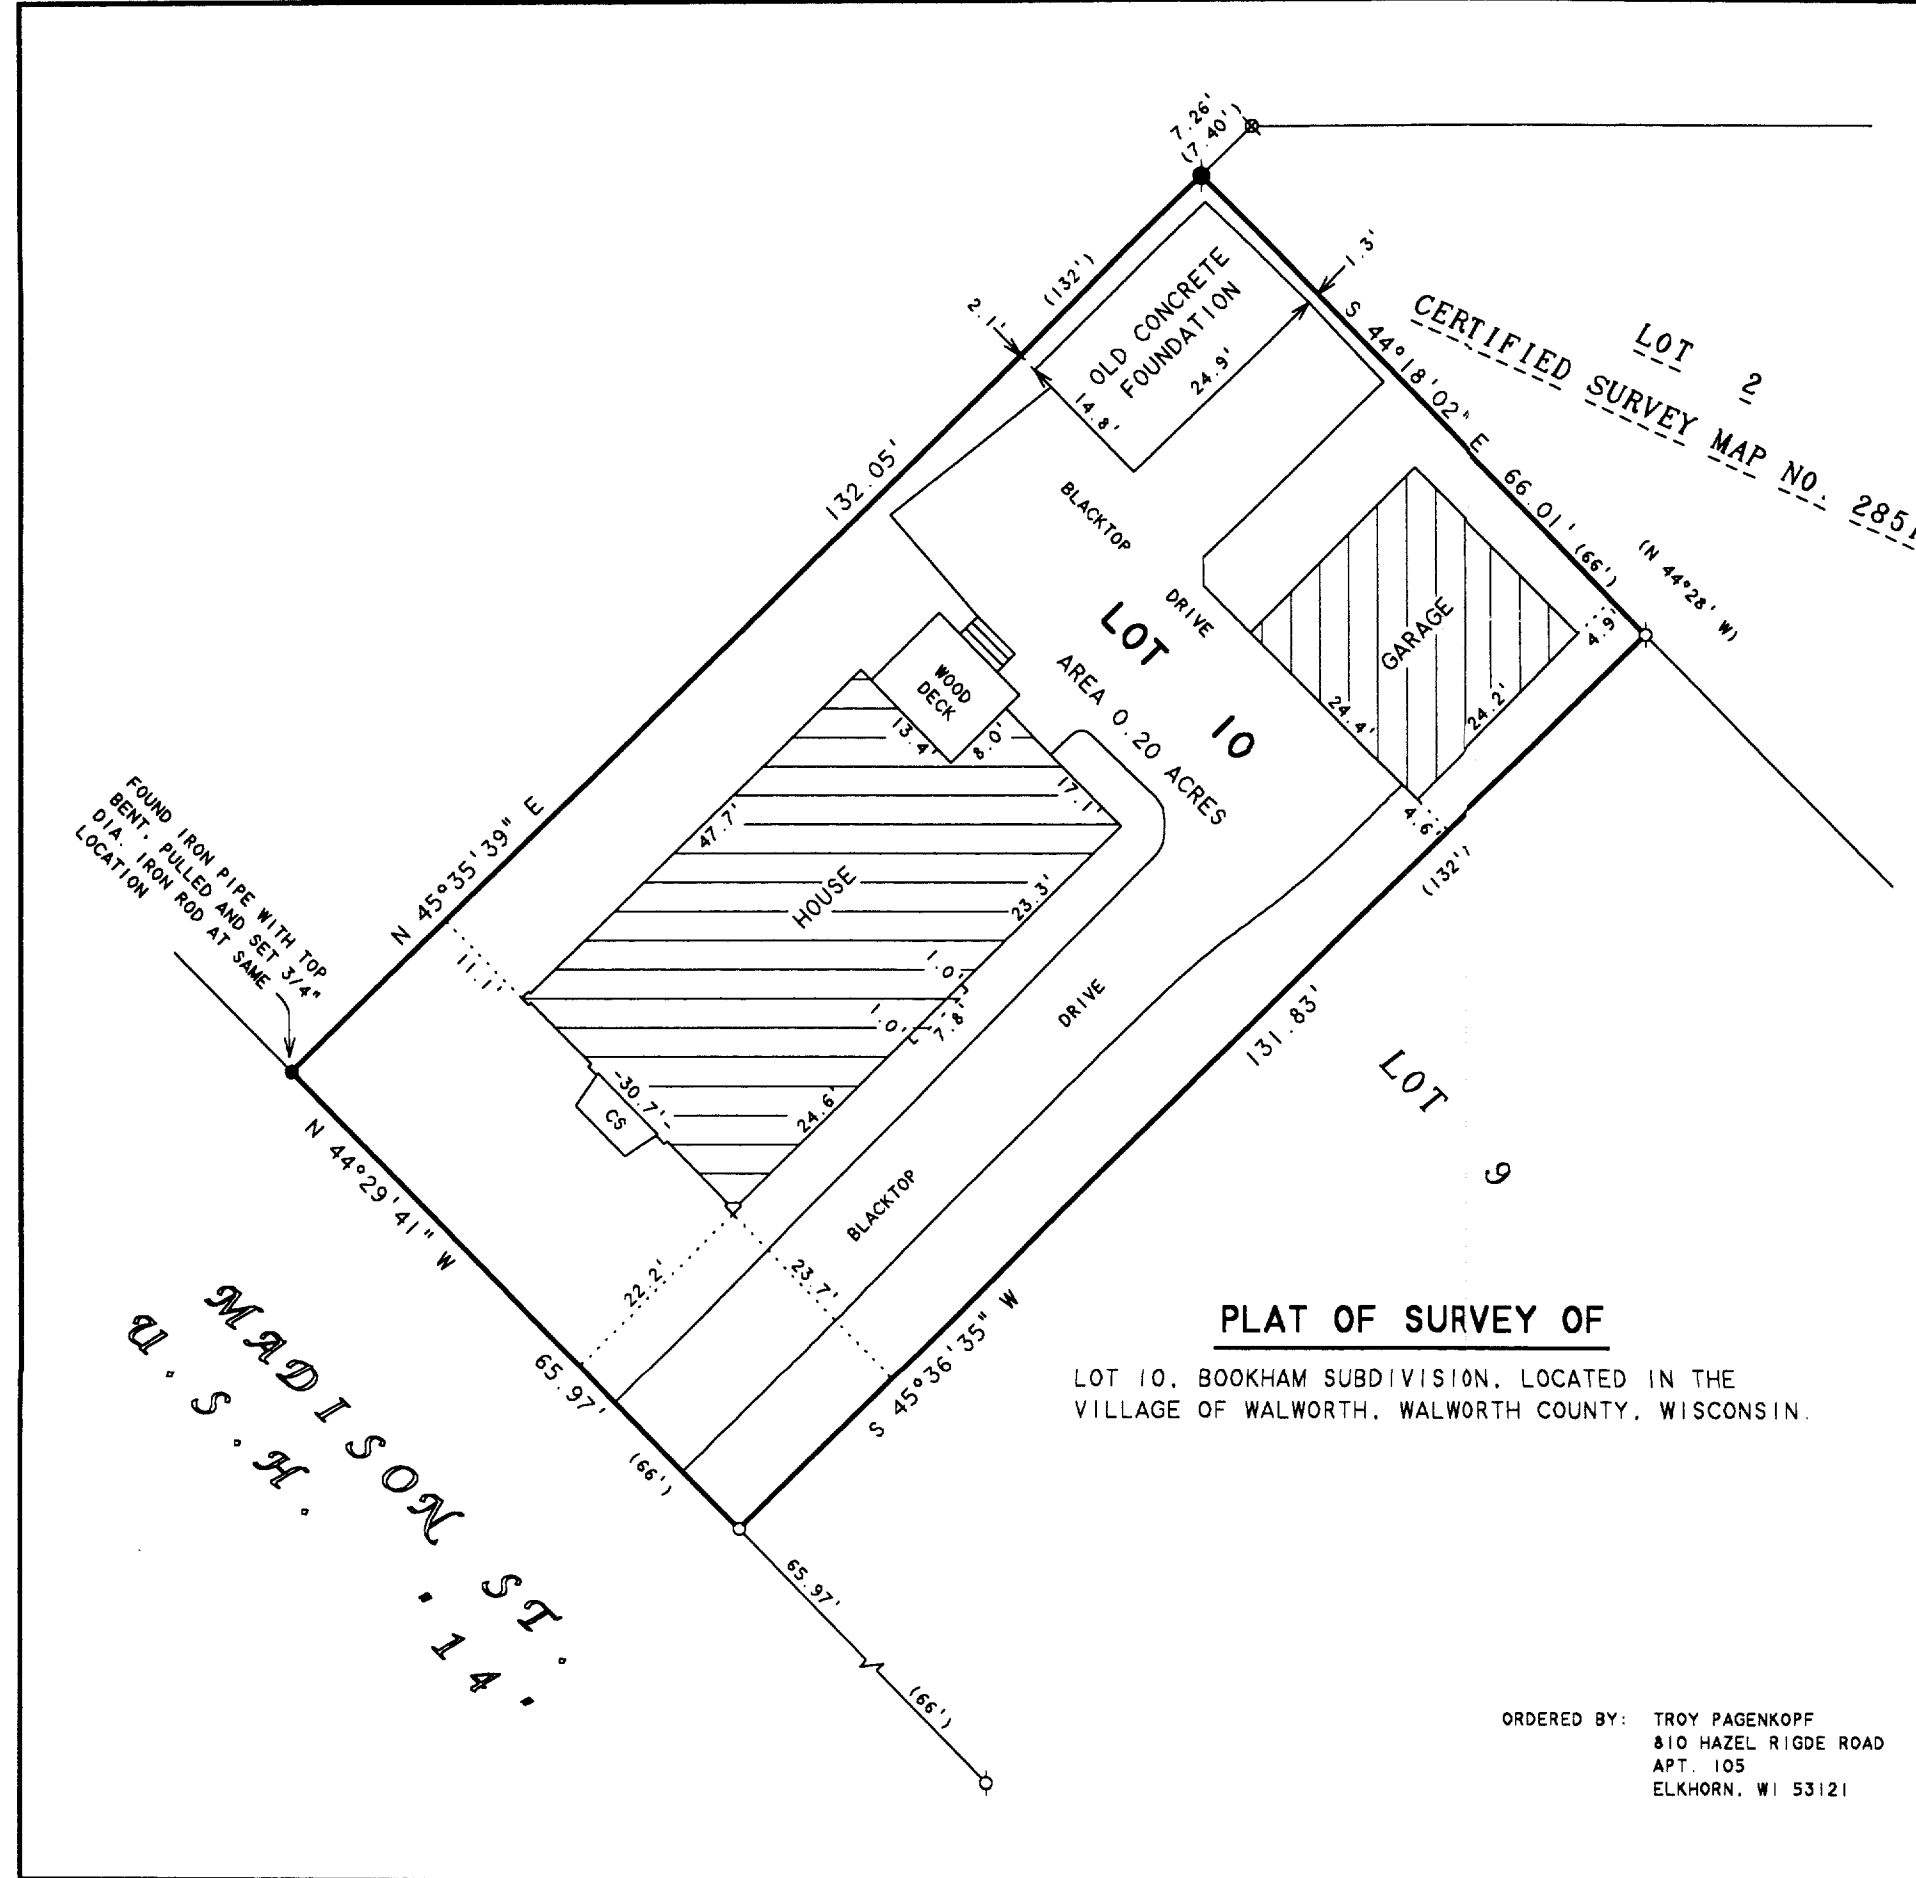 7.26'
(7.40')
1.3'
(132')
2.1'
OLD CONCRETE
FOUNDATION
24.9'
14.8'
S 44°18'02" E 66.01'
(66')
(N 44°28' W)
LOT 2
CERTIFIED SURVEY MAP NO.
132.05'
N 45°35'39" E
BLACKTOP DRIVE
LOT 10
AREA 0.20 ACRES
GARAGE
4.9'
24.4'
24.2'
4.6'
(132')
WOOD
DECK
13.4'
8.0'
17.1'
47.7'
HOUSE
23.3'
1.0'
1.0'
7.8'
24.6'
-30.7'-
CS
11.1'
FOUND IRON PIPE WITH TOP
BENT, PULLED AND SET 3/4"
DIA. IRON ROD AT SAME
LOCATION
BLACKTOP DRIVE
131.83'
S 45°36'35" W
LOT 9
22.2'
23.7'
N 44°29'41" W
65.97'
(66')
MADISON ST.
U.S.H. "14"
65.97'
(66')
PLAT OF SURVEY OF
LOT 10, BOOKHAM SUBDIVISION, LOCATED IN THE
VILLAGE OF WALWORTH, WALWORTH COUNTY, WISCONSIN.
ORDERED BY: TROY PAGENKOPF
810 HAZEL RIGDE ROAD
APT. 105
ELKHORN, WI 53121